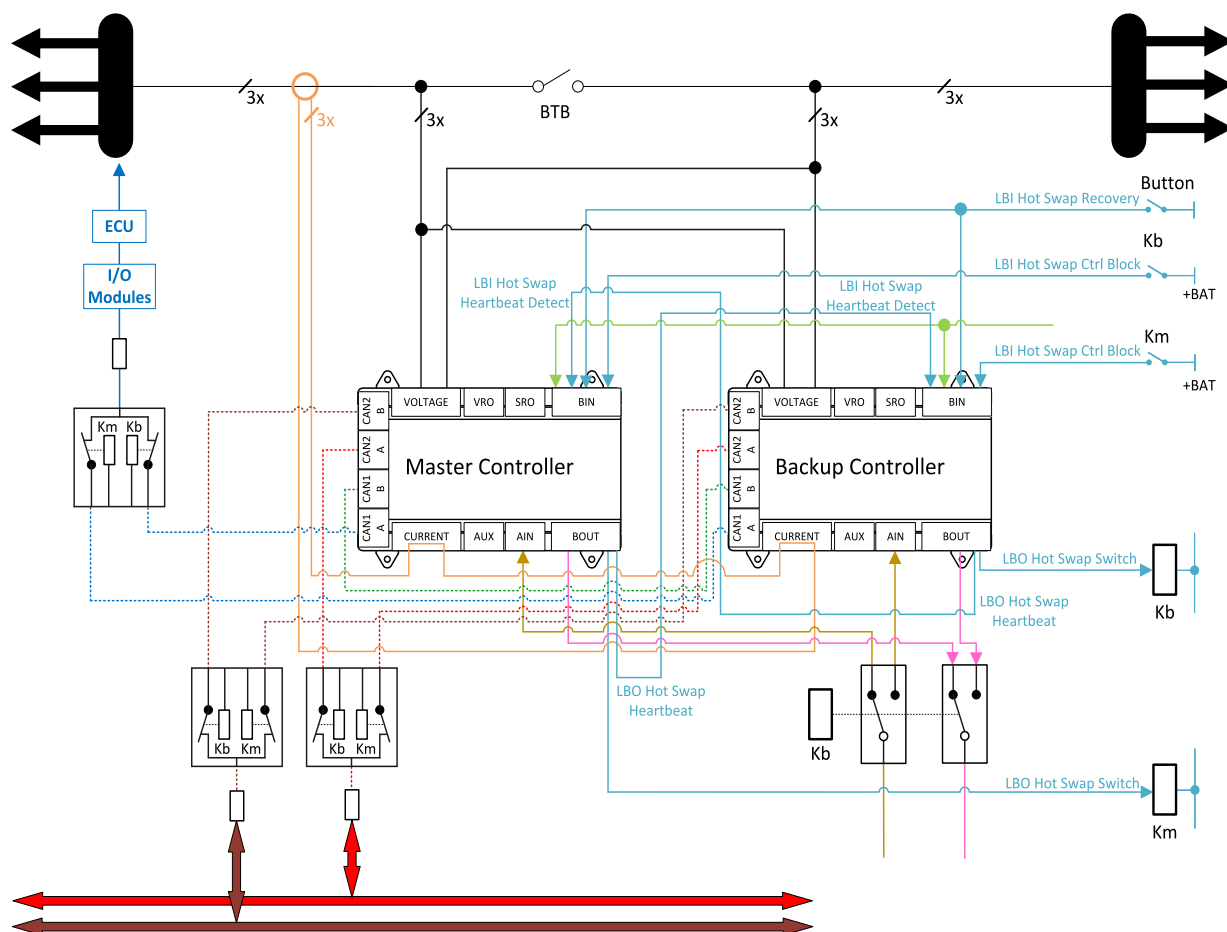 3x
3x
3x
BTB
3x
3x
ECU
I/O
Modules
LBI Hot Swap Recovery
Button
LBI Hot Swap Ctrl Block
Kb
+BAT
LBI Hot Swap
Heartbeat Detect
LBI Hot Swap
Heartbeat Detect
LBI Hot Swap Ctrl Block
Km
+BAT
Km
Kb
CAN2 B
CAN2 A
CAN1 B
CAN1 A
VOLTAGE
VRO
SRO
BIN
Master Controller
CURRENT
AUX
AIN
BOUT
CAN2 B
CAN2 A
CAN1 B
CAN1 A
VOLTAGE
VRO
SRO
BIN
Backup Controller
CURRENT
AUX
AIN
BOUT
LBO Hot Swap Switch
Kb
LBO Hot Swap
Heartbeat
LBO Hot Swap
Heartbeat
Kb
Km
Kb
Km
Kb
LBO Hot Swap Switch
Km